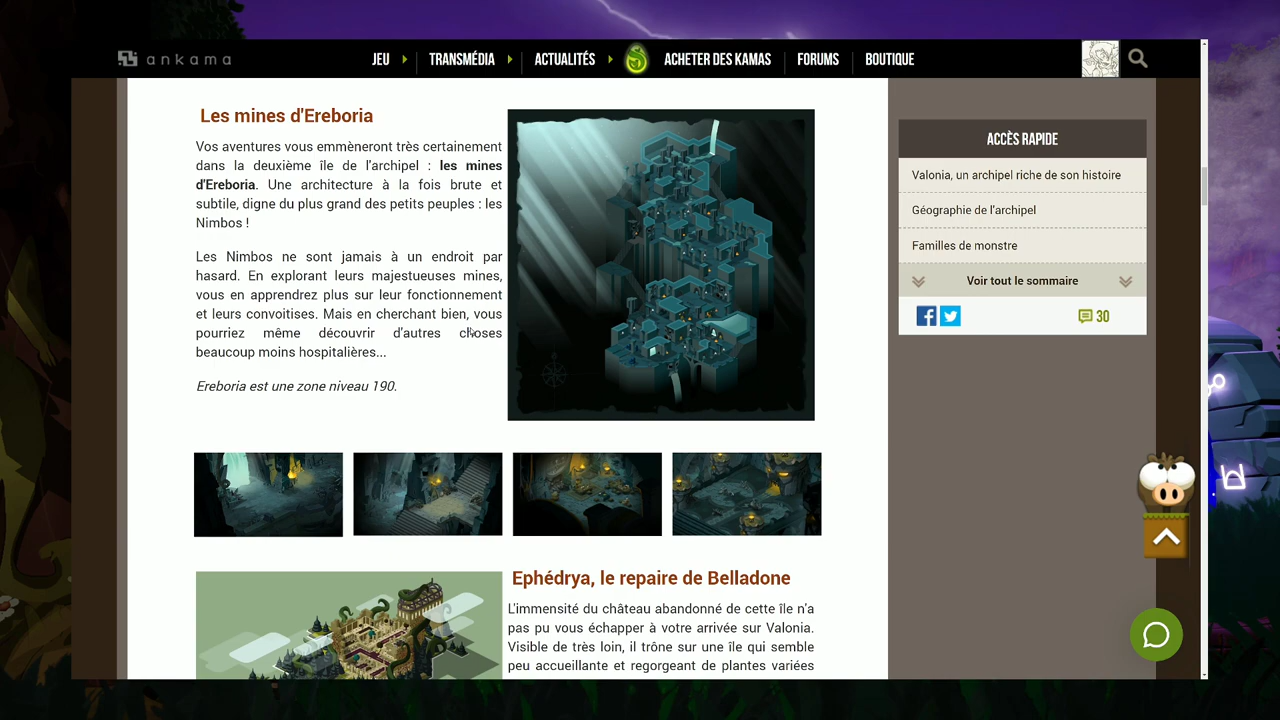 ankama
JEU
TRANSMÉDIA
ACTUALITÉS
ACHETER DES KAMAS
FORUMS
BOUTIQUE
Les mines d'Ereboria
Vos aventures vous emmèneront très certainement
dans la deuxième île de l'archipel : les mines
d'Ereboria. Une architecture à la fois brute et
subtile, digne du plus grand des petits peuples : les
Nimbos !
Les Nimbos ne sont jamais à un endroit par
hasard. En explorant leurs majestueuses mines,
vous en apprendrez plus sur leur fonctionnement
et leurs convoitises. Mais en cherchant bien, vous
pourriez même découvrir d'autres choses
beaucoup moins hospitalières...
Ereboria est une zone niveau 190.
Ephédrya, le repaire de Belladone
L'immensité du château abandonné de cette île n'a
pas pu vous échapper à votre arrivée sur Valonia.
Visible de très loin, il trône sur une île qui semble
peu accueillante et regorgeant de plantes variées
ACCÈS RAPIDE
Valonia, un archipel riche de son histoire
Géographie de l'archipel
Familles de monstre
Voir tout le sommaire
30